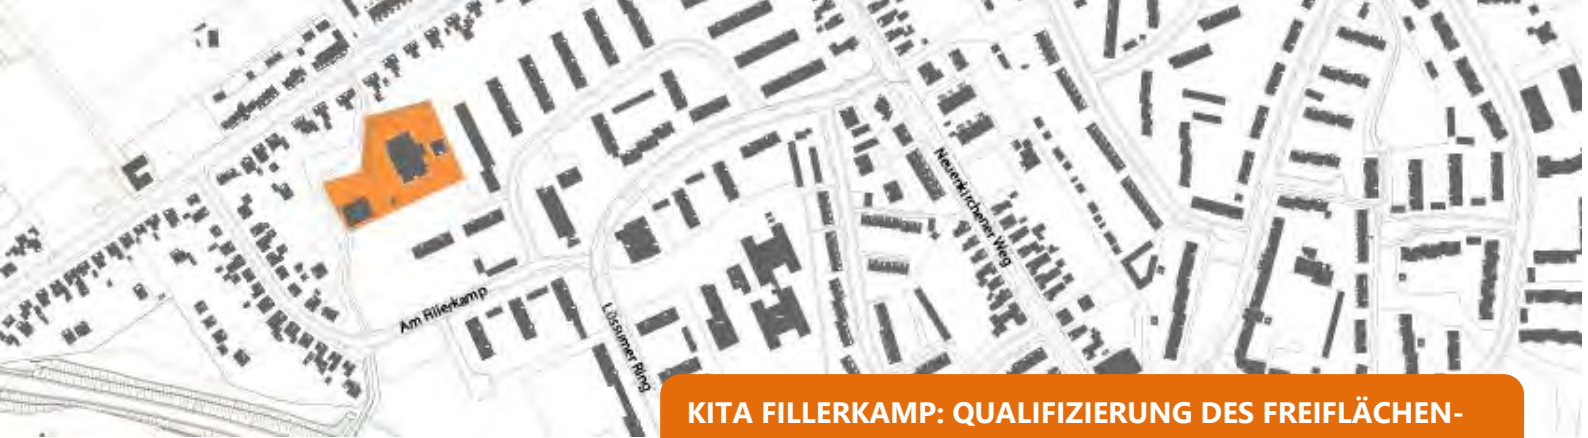 Neuenkirchener Weg
Am Fillerkamp
Lüssumer Ring
KITA FILLERKAMP: QUALIFIZIERUNG DES FREIFLÄCHEN-